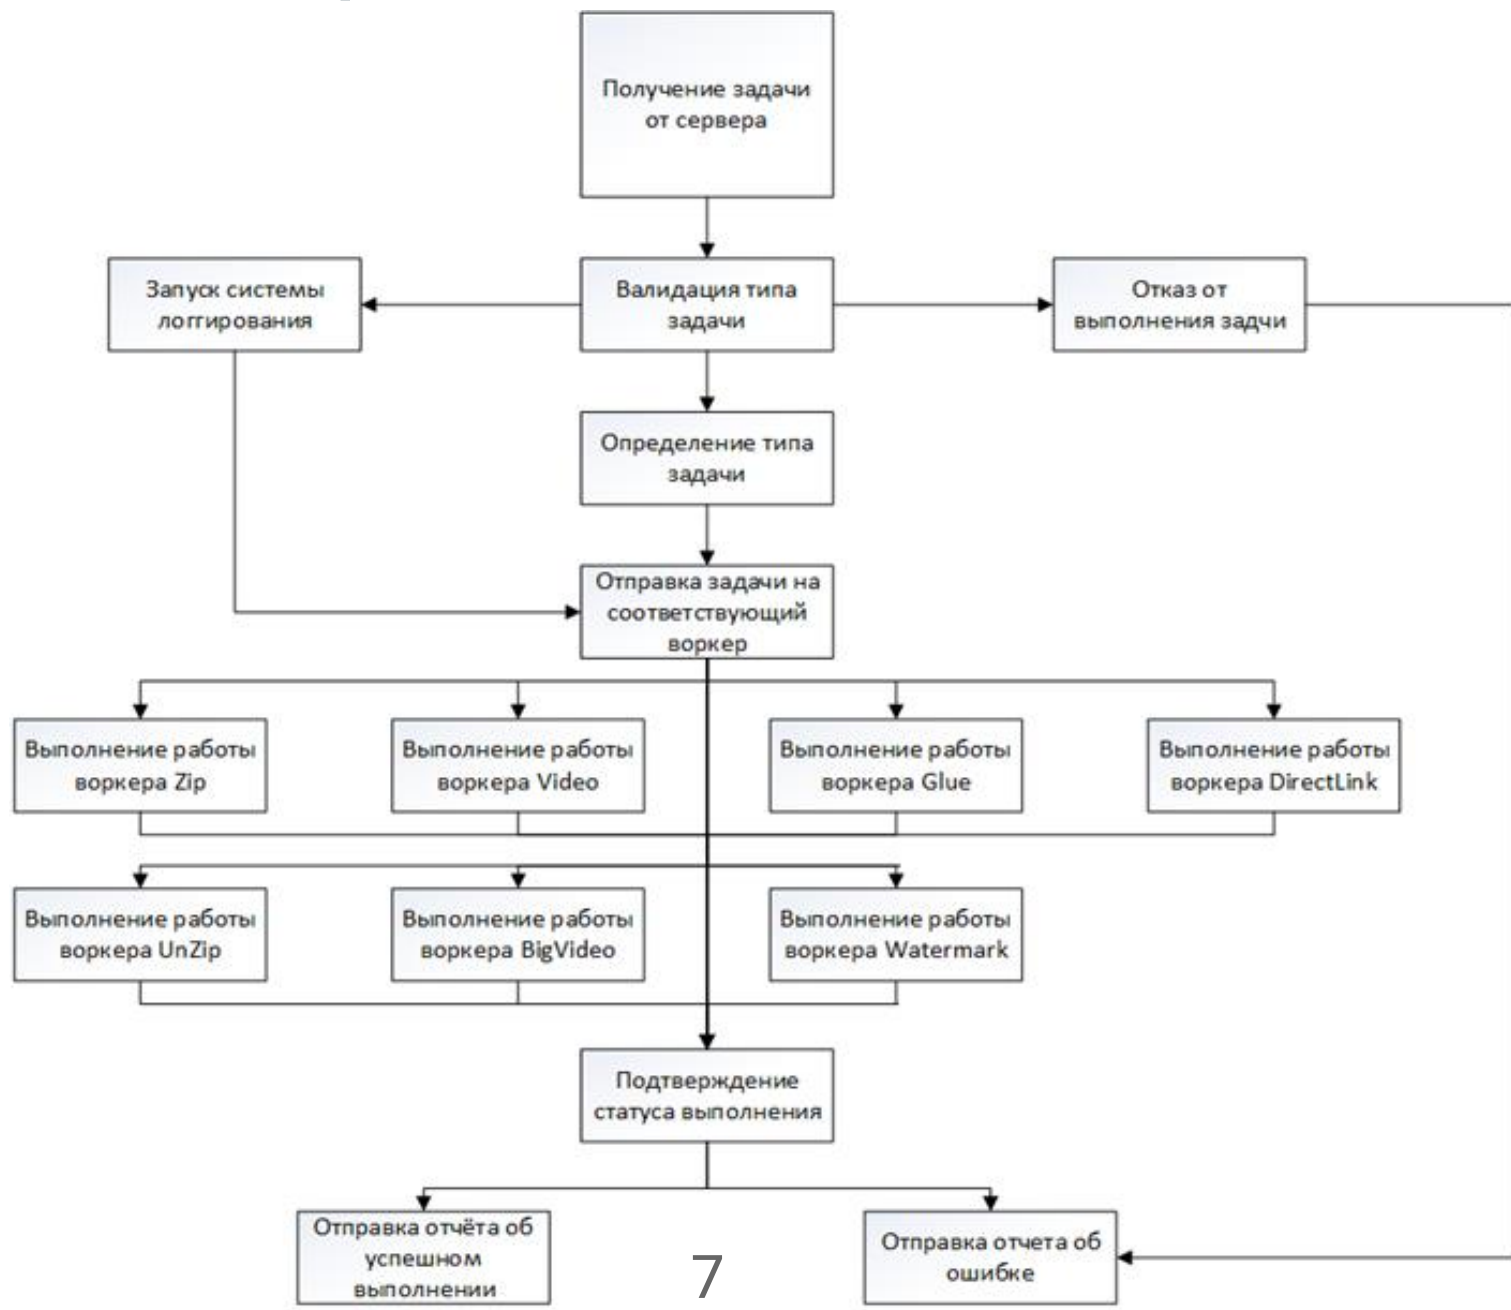 Получение задачи
от сервера
Запуск системы
логгирования
Валидация типа
задачи
Отказ от
выполнения задчи
Определение типа
задачи
Отправка задачи на
соответствующий
воркер
Выполнение работы
воркера Zip
Выполнение работы
воркера Video
Выполнение работы
воркера Glue
Выполнение работы
воркера DirectLink
Выполнение работы
воркера UnZip
Выполнение работы
воркера BigVideo
Выполнение работы
воркера Watermark
Подтверждение
статуса выполнения
Отправка отчёта об
успешном
выполнении
Отправка отчета об
ошибке
7